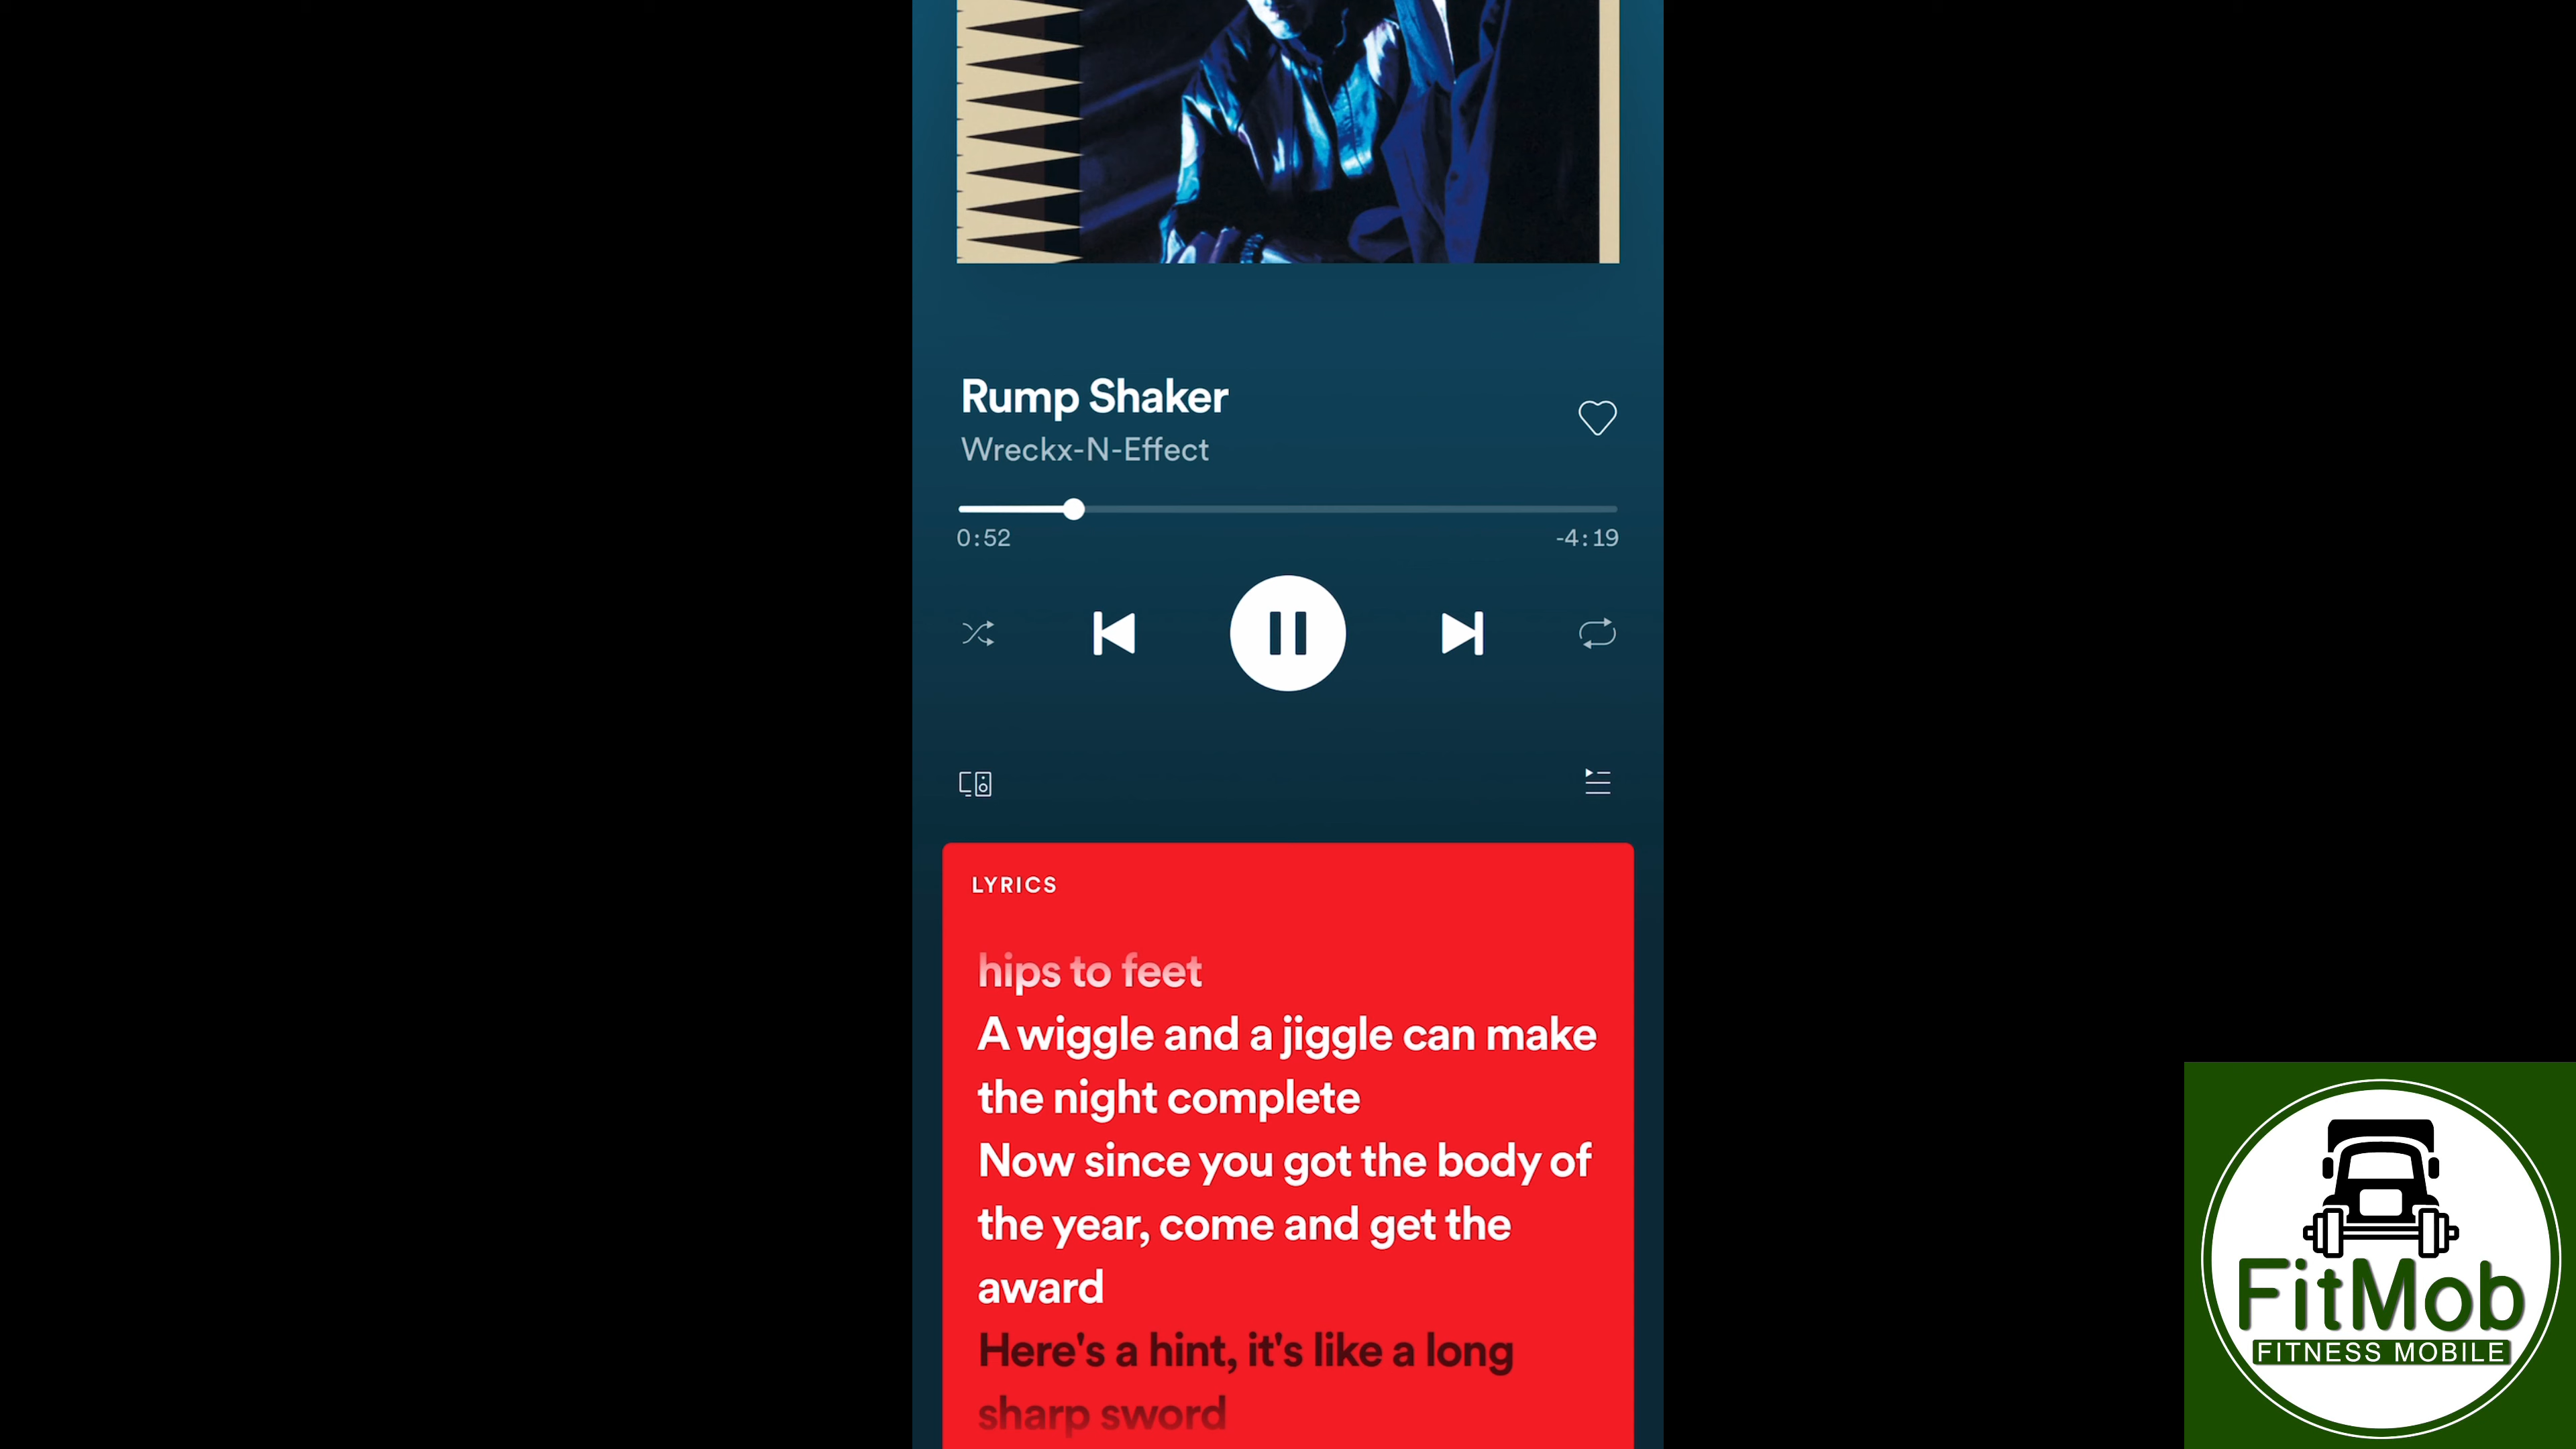 Rump Shaker
Wreckx-N-Effect
0:52
-4:19
LYRICS
hips to feet
A wiggle and a jiggle can make
the night complete
Now since you got the body of
the year, come and get the
award
Here's a hint, it's like a long
sharp sword
FitMob
FITNESS MOBILE